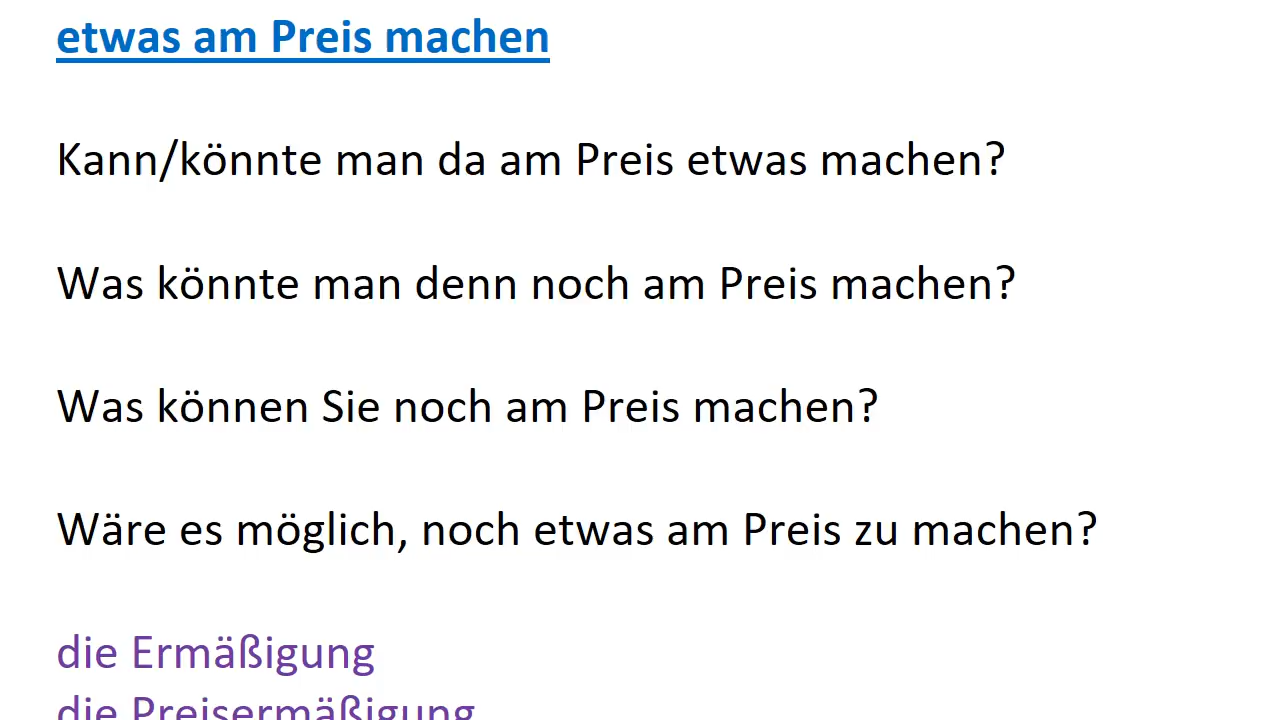 etwas am Preis machen
Kann/könnte man da am Preis etwas machen?
Was könnte man denn noch am Preis machen?
Was können Sie noch am Preis machen?
Wäre es möglich, noch etwas am Preis zu machen?
die Ermäßigung
die Preisermäßigung